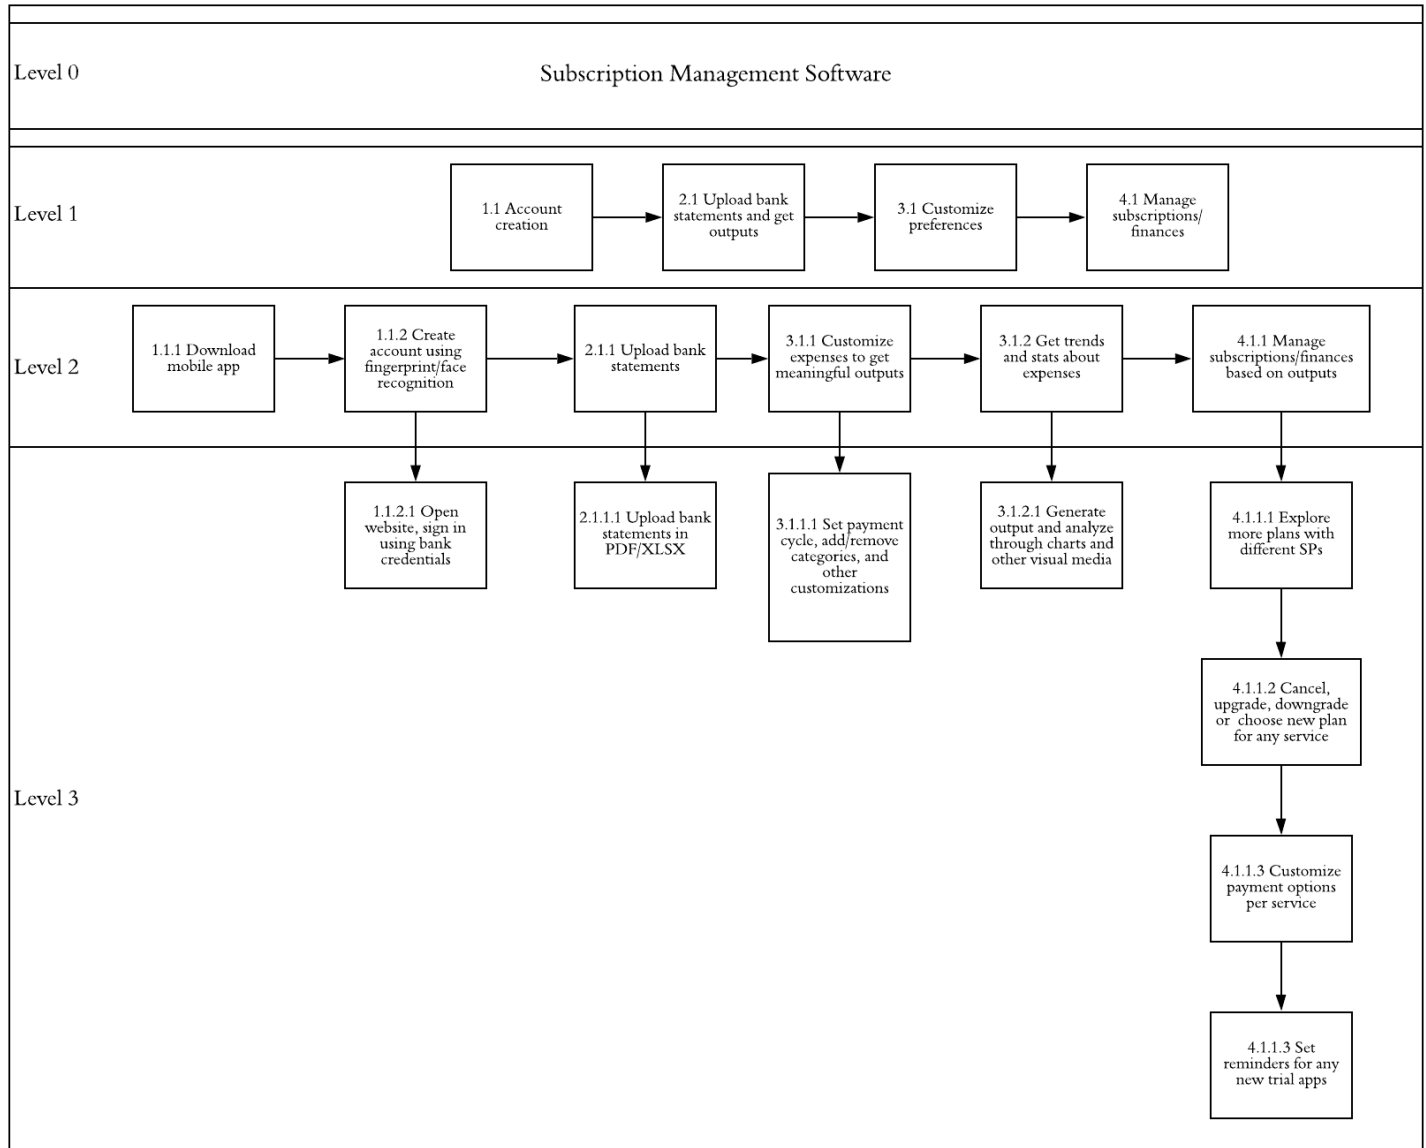 Level 0
Subscription Management Software
Level 1
1.1 Account
creation
2.1 Upload bank
statements and get
outputs
3.1 Customize
preferences
4.1 Manage
subscriptions/
finances
Level 2
1.1.1 Download
mobile app
1.1.2 Create
account using
fingerprint/face
recognition
2.1.1 Upload bank
statements
3.1.1 Customize
expenses to get
meaningful outputs
3.1.2 Get trends
and stats about
expenses
4.1.1 Manage
subscriptions/finances
based on outputs
Level 3
1.1.2.1 Open
website, sign in
using bank
credentials
2.1.1.1 Upload bank
statements in
PDF/XLSX
3.1.1.1 Set payment
cycle, add/remove
categories, and
other
customizations
3.1.2.1 Generate
output and analyze
through charts and
other visual media
4.1.1.1 Explore
more plans with
different SPs
4.1.1.2 Cancel,
upgrade, downgrade
or choose new plan
for any service
4.1.1.3 Customize
payment options
per service
4.1.1.3 Set
reminders for any
new trial apps